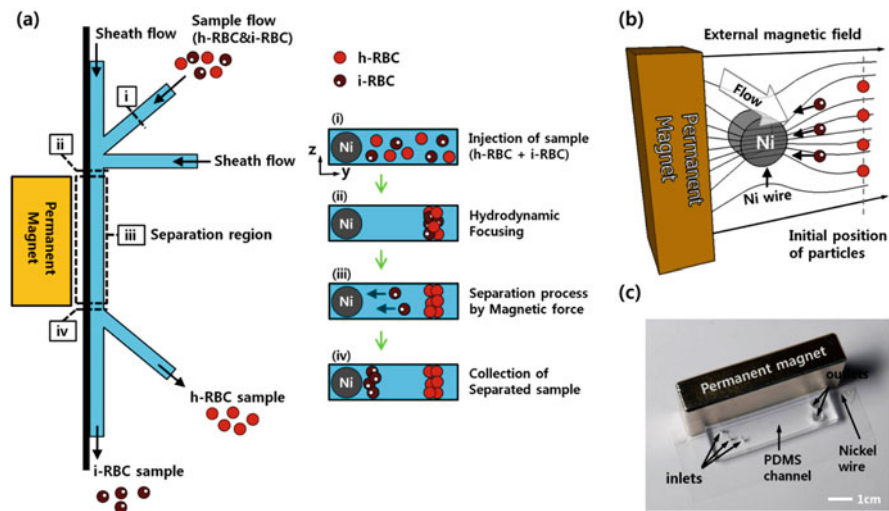 (a)
Sheath flow
Sample flow
(h-RBC&i-RBC)
i
ii
Sheath flow
Permanent
Magnet
iii
Separation region
iv
h-RBC sample
i-RBC sample
h-RBC
i-RBC
(i)
Ni
z
y
Injection of sample
(h-RBC + i-RBC)
(ii)
Ni
Hydrodynamic
Focusing
(iii)
Ni
Separation process
by Magnetic force
(iv)
Ni
Collection of
Separated sample
(b)
External magnetic field
Permanent
Magnet
Flow
Ni
Ni wire
Initial position
of particles
(c)
Permanent magnet
outlets
inlets
PDMS
channel
Nickel
wire
1cm